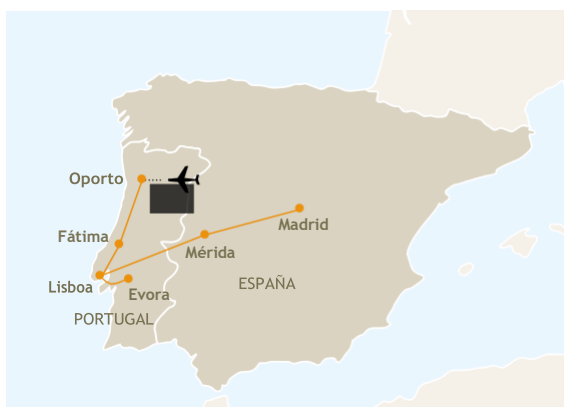 Oporto
Fátima
Madrid
Mérida
Lisboa
ESPAÑA
Evora
PORTUGAL